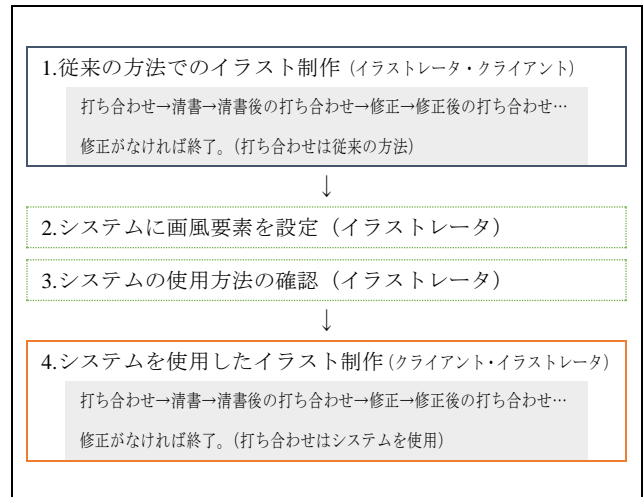 1.従来の方法でのイラスト制作(イラストレータ・クライアント)
打ち合わせ→清書→清書後の打ち合わせ→修正→修正後の打ち合わせ…
修正がなければ終了。(打ち合わせは従来の方法)
↓
2.システムに画風要素を設定（イラストレータ）
3.システムの使用方法の確認（イラストレータ）
↓
4.システムを使用したイラスト制作(クライアント・イラストレータ)
打ち合わせ→清書→清書後の打ち合わせ→修正→修正後の打ち合わせ…
修正がなければ終了。(打ち合わせはシステムを使用)